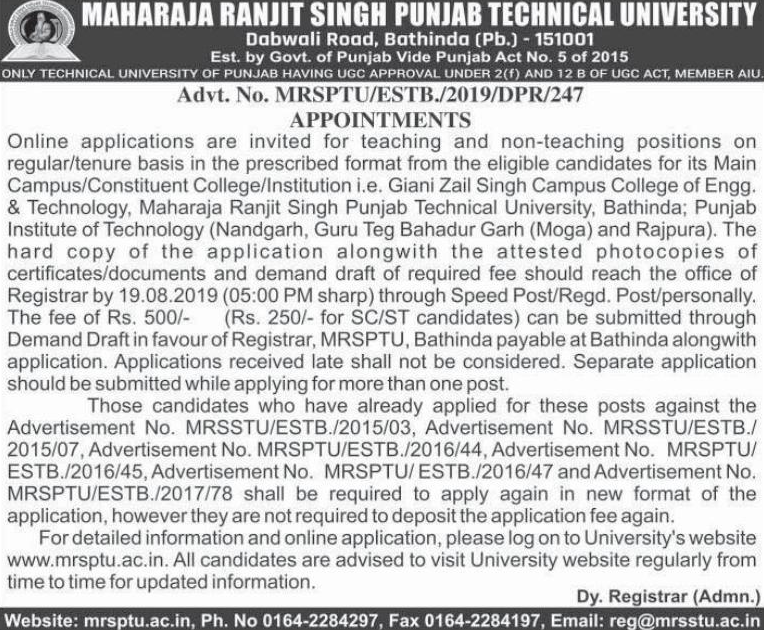 MAHARAJA RANJIT SINGH PUNJAB TECHNICAL UNIVERSITY
Dabwali Road, Bathinda (Pb.) - 151001
Est. by Govt. of Punjab Vide Punjab Act No. 5 of 2015
ONLY TECHNICAL UNIVERSITY OF PUNJAB HAVING UGC APPROVAL UNDER 2(f) AND 12 B OF UGC ACT, MEMBER AIU.
Advt. No. MRSPTU/ESTB./2019/DPR/247
APPOINTMENTS
Online applications are invited for teaching and non-teaching positions on
regular/tenure basis in the prescribed format from the eligible candidates for its Main
Campus/Constituent College/Institution i.e. Giani Zail Singh Campus College of Engg.
& Technology, Maharaja Ranjit Singh Punjab Technical University, Bathinda; Punjab
Institute of Technology (Nandgarh, Guru Teg Bahadur Garh (Moga) and Rajpura). The
hard copy of the application alongwith the attested photocopies of
certificates/documents and demand draft of required fee should reach the office of
Registrar by 19.08.2019 (05:00 PM sharp) through Speed Post/Regd. Post/personally.
The fee of Rs. 500/- (Rs. 250/- for SC/ST candidates) can be submitted through
Demand Draft in favour of Registrar, MRSPTU, Bathinda payable at Bathinda alongwith
application. Applications received late shall not be considered. Separate application
should be submitted while applying for more than one post.
Those candidates who have already applied for these posts against the
Advertisement No. MRSSTU/ESTB./2015/03, Advertisement No. MRSSTU/ESTB./
2015/07, Advertisement No. MRSPTU/ESTB./2016/44, Advertisement No. MRSPTU/
ESTB./2016/45, Advertisement No. MRSPTU/ ESTB./2016/47 and Advertisement No.
MRSPTU/ESTB./2017/78 shall be required to apply again in new format of the
application, however they are not required to deposit the application fee again.
For detailed information and online application, please log on to University's website
www.mrsptu.ac.in. All candidates are advised to visit University website regularly from
time to time for updated information.
Dy. Registrar (Admn.)
Website: mrsptu.ac.in, Ph. No 0164-2284297, Fax 0164-2284197, Email: reg@mrsstu.ac.in